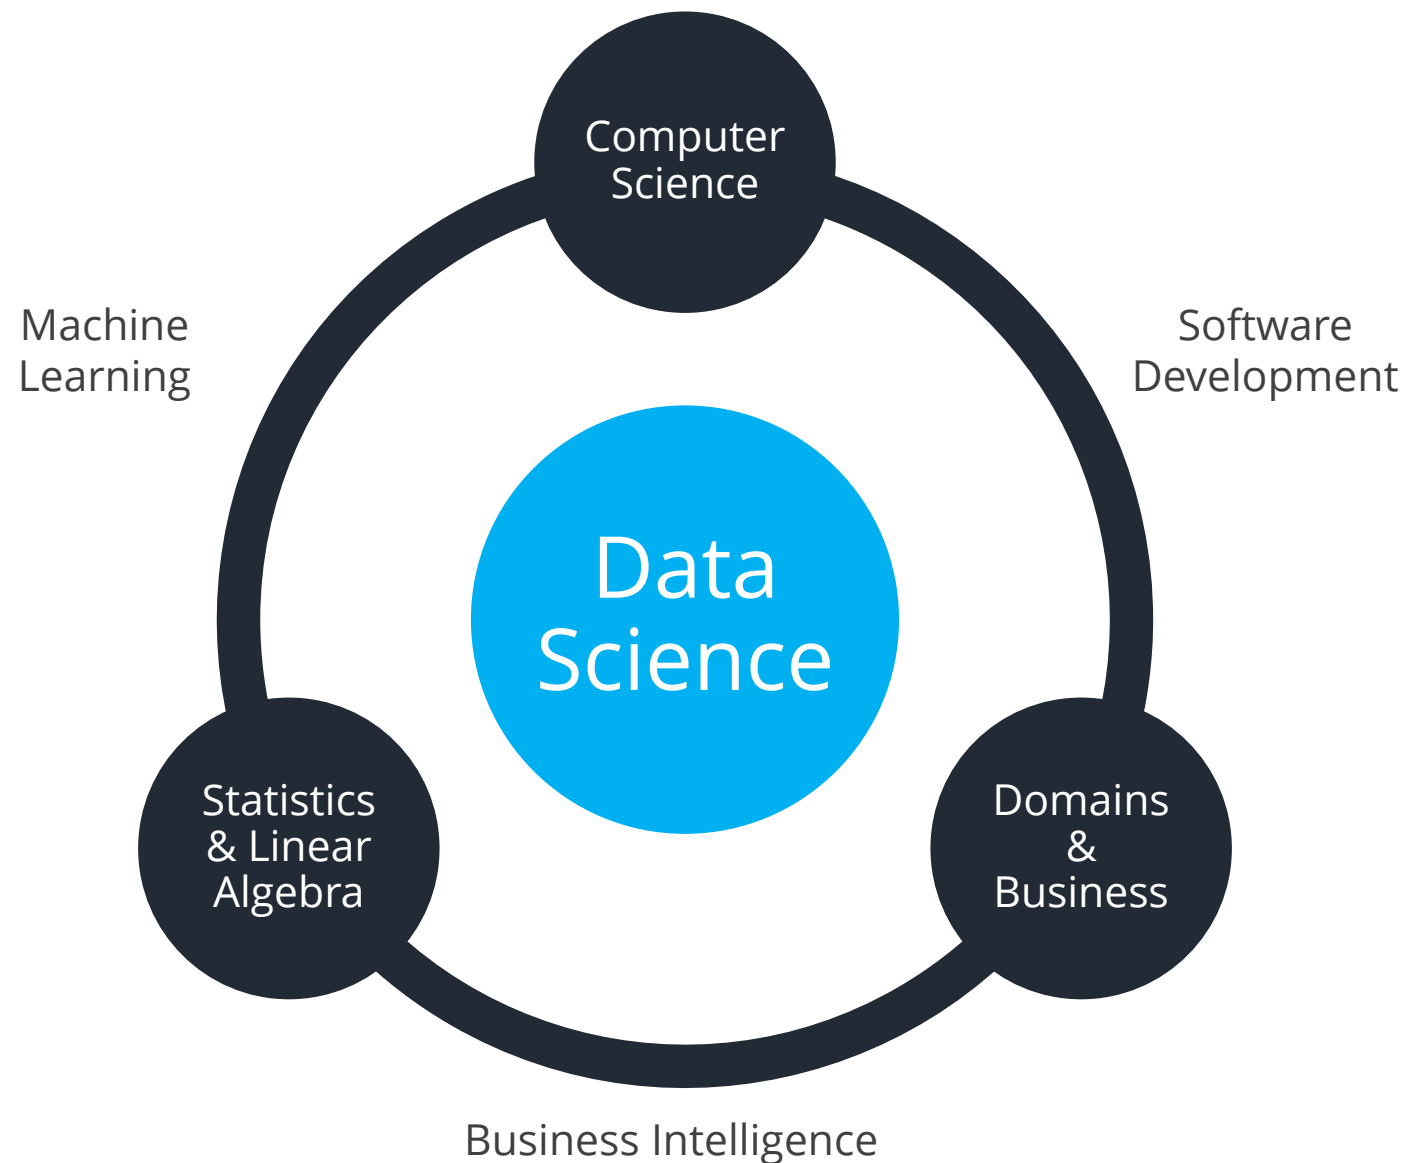 Computer
Science
Machine
Learning
Software
Development
Data
Science
Statistics
& Linear
Algebra
Domains
&
Business
Business Intelligence